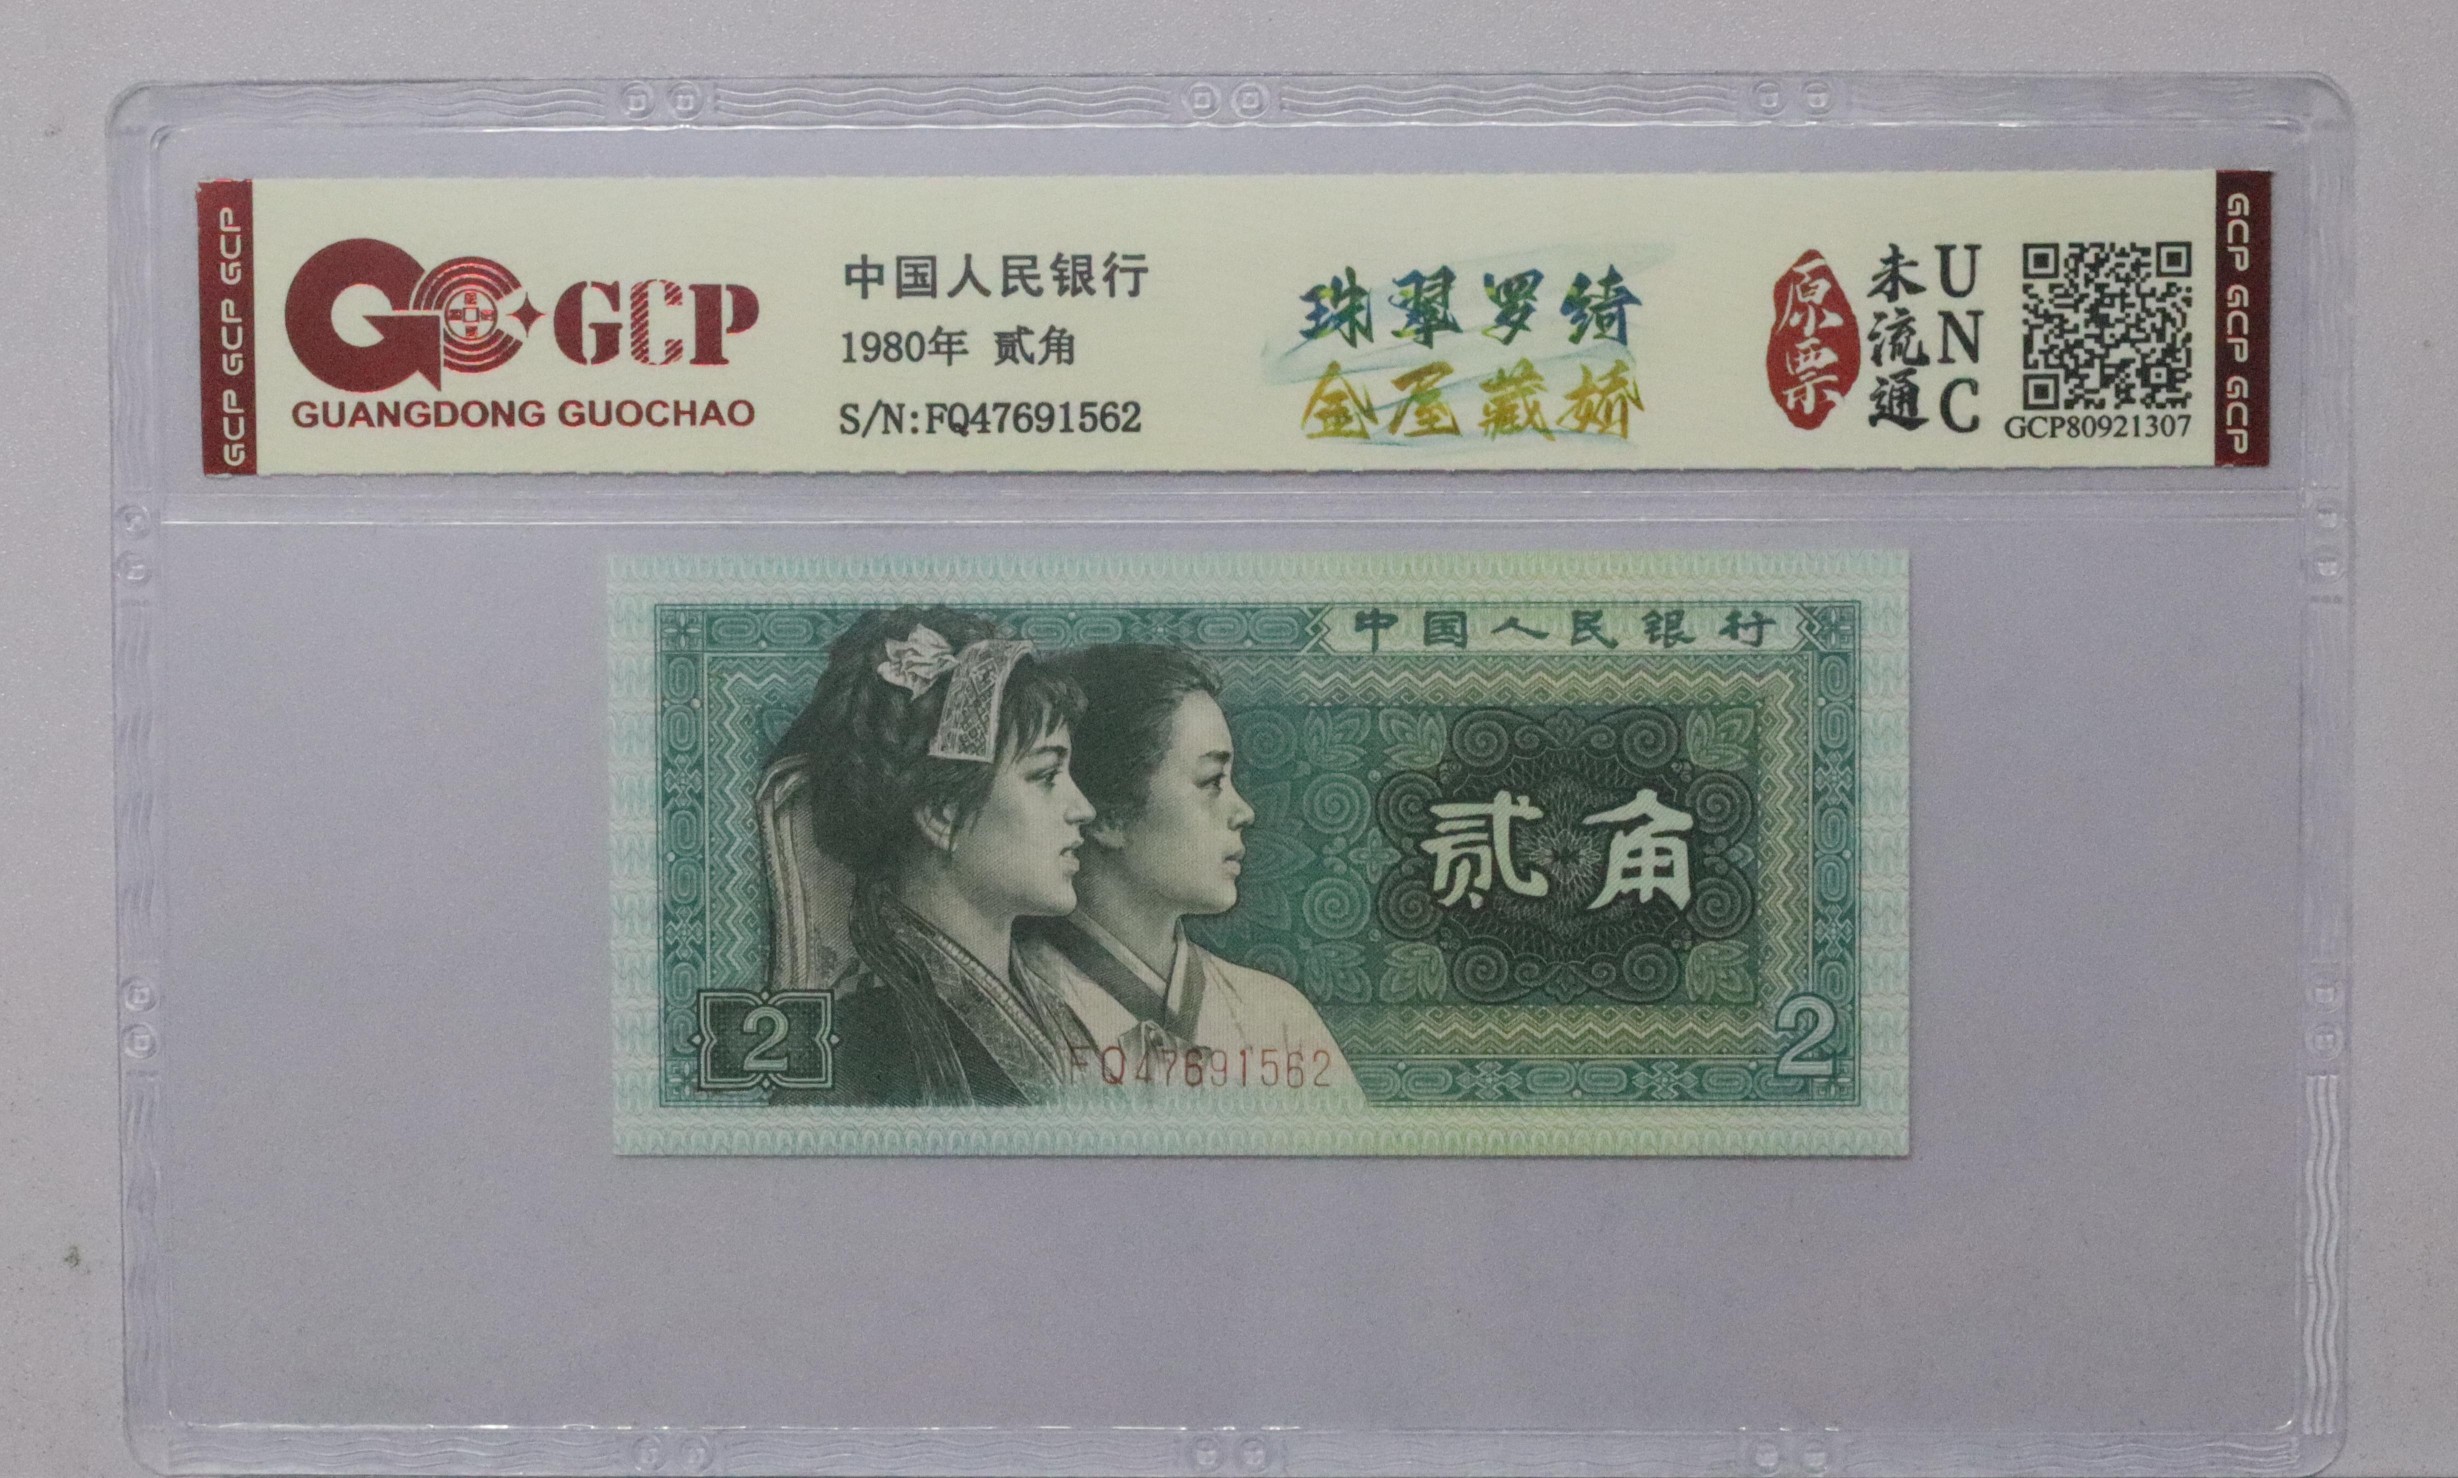 GCP GCP GCP
GCP
GUANGDONG GUOCHAO
中国人民银行
1980年 贰角
S/N:FQ47691562
珠翠罗绮
金屋藏娇
原票
未流通
UNC
GCP80921307
GCP GCP GCP
中国人民银行
贰角
2
FQ47691562
2